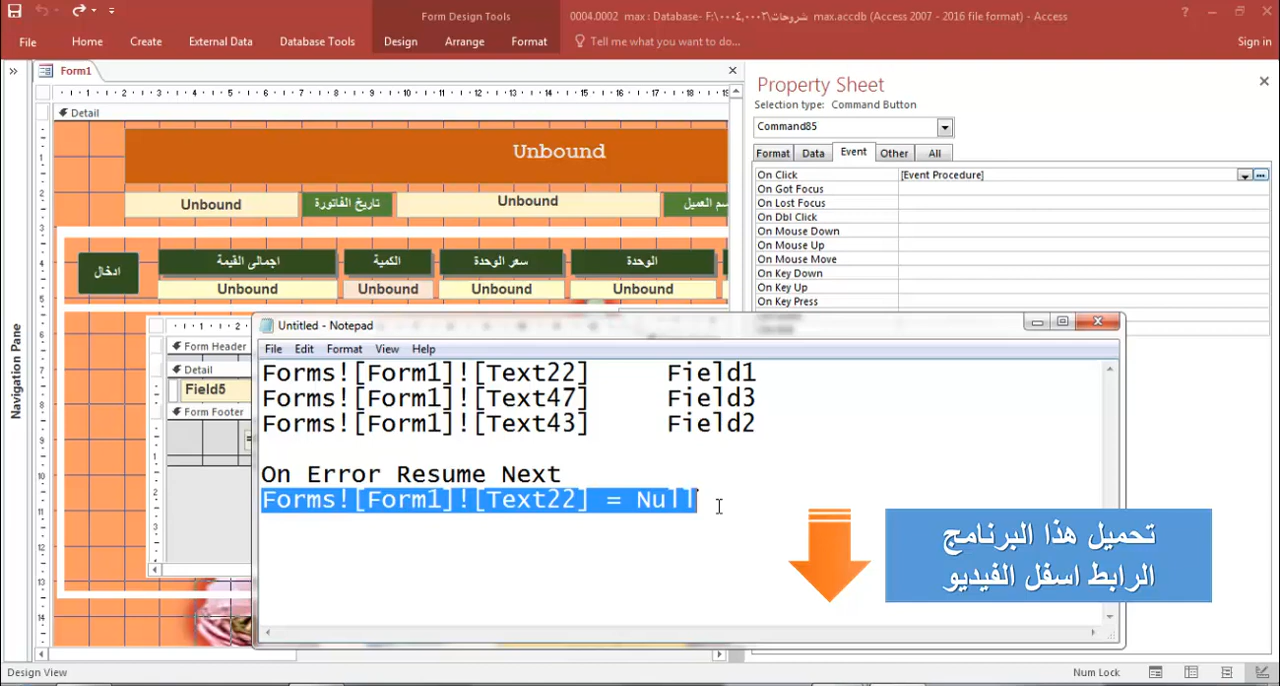 Form Design Tools
0004.0002 max : Database- F:\٠٠٠٤,٠٠٠٢\شروحات max.accdb (Access 2007 - 2016 file format) - Access
File Home Create External Data Database Tools Design Arrange Format Tell me what you want to do... Sign in
Form1
Property Sheet
Selection type: Command Button
Detail
Command85
Format Data Event Other All
Unbound
On Click [Event Procedure]
On Got Focus
On Lost Focus
On Dbl Click
On Mouse Down
On Mouse Up
On Mouse Move
On Key Down
On Key Up
On Key Press
Unbound تاريخ الفاتورة Unbound العميل
ادخال اجمالى القيمة الكمية سعر الوحدة الوحدة
Unbound Unbound Unbound Unbound
Navigation Pane
Form Header
Detail
Field5
Form Footer
Untitled - Notepad
File Edit Format View Help
Forms![Form1]![Text22] Field1
Forms![Form1]![Text47] Field3
Forms![Form1]![Text43] Field2
On Error Resume Next
Forms![Form1]![Text22] = Null
تحميل هذا البرنامج
الرابط اسفل الفيديو
Design View Num Lock